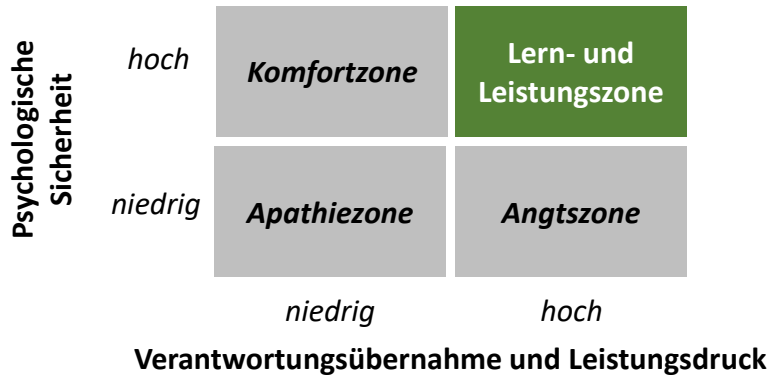 Psychologische
Sicherheit
hoch
Komfortzone
Lern- und
Leistungszone
niedrig
Apathiezone
Angtszone
niedrig
hoch
Verantwortungsübernahme und Leistungsdruck